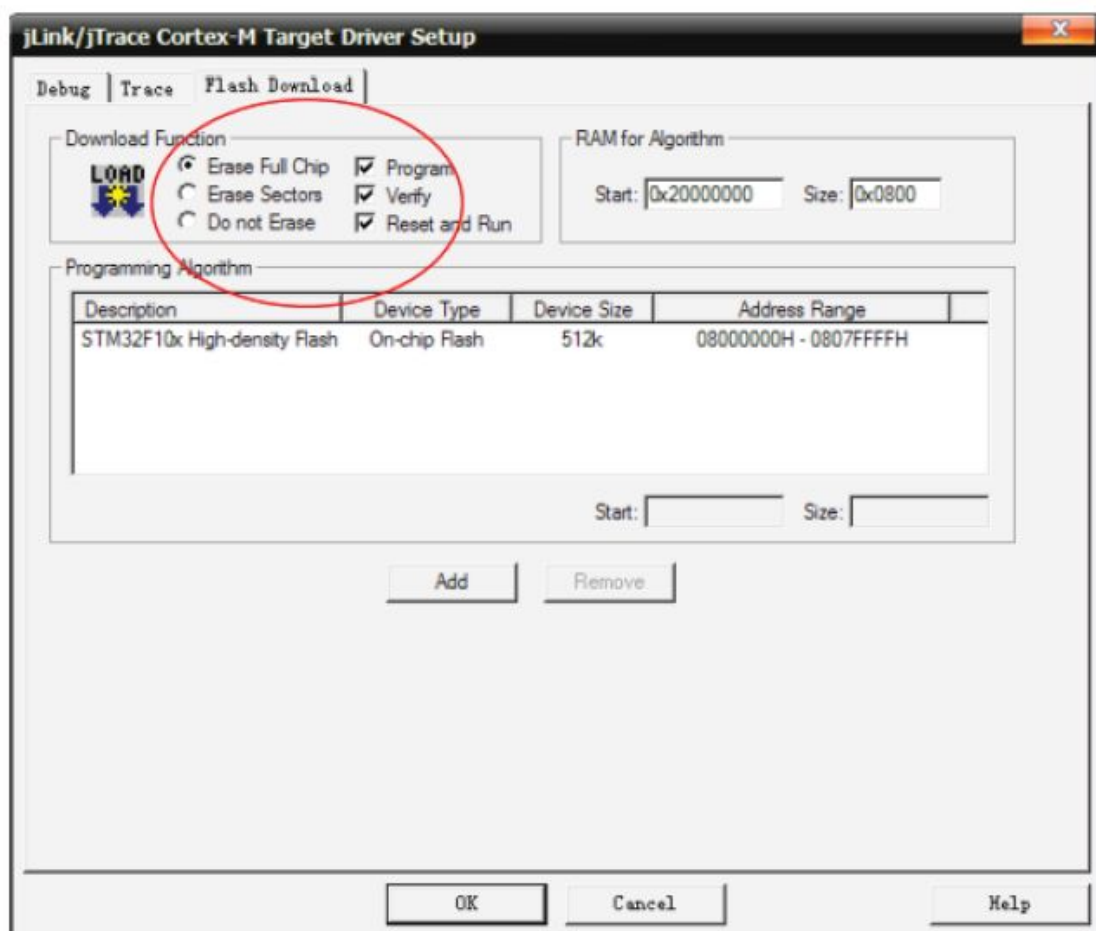 jLink/jTrace Cortex-M Target Driver Setup
Debug Trace Flash Download
Download Function
LOAD
Erase Full Chip Program
Erase Sectors Verify
Do not Erase Reset and Run
RAM for Algorithm
Start: 0x20000000 Size: 0x0800
Programming Algorithm
Description Device Type Device Size Address Range
STM32F10x High-density Flash On-chip Flash 512k 08000000H - 0807FFFFH
Start: Size:
Add Remove
OK Cancel Help